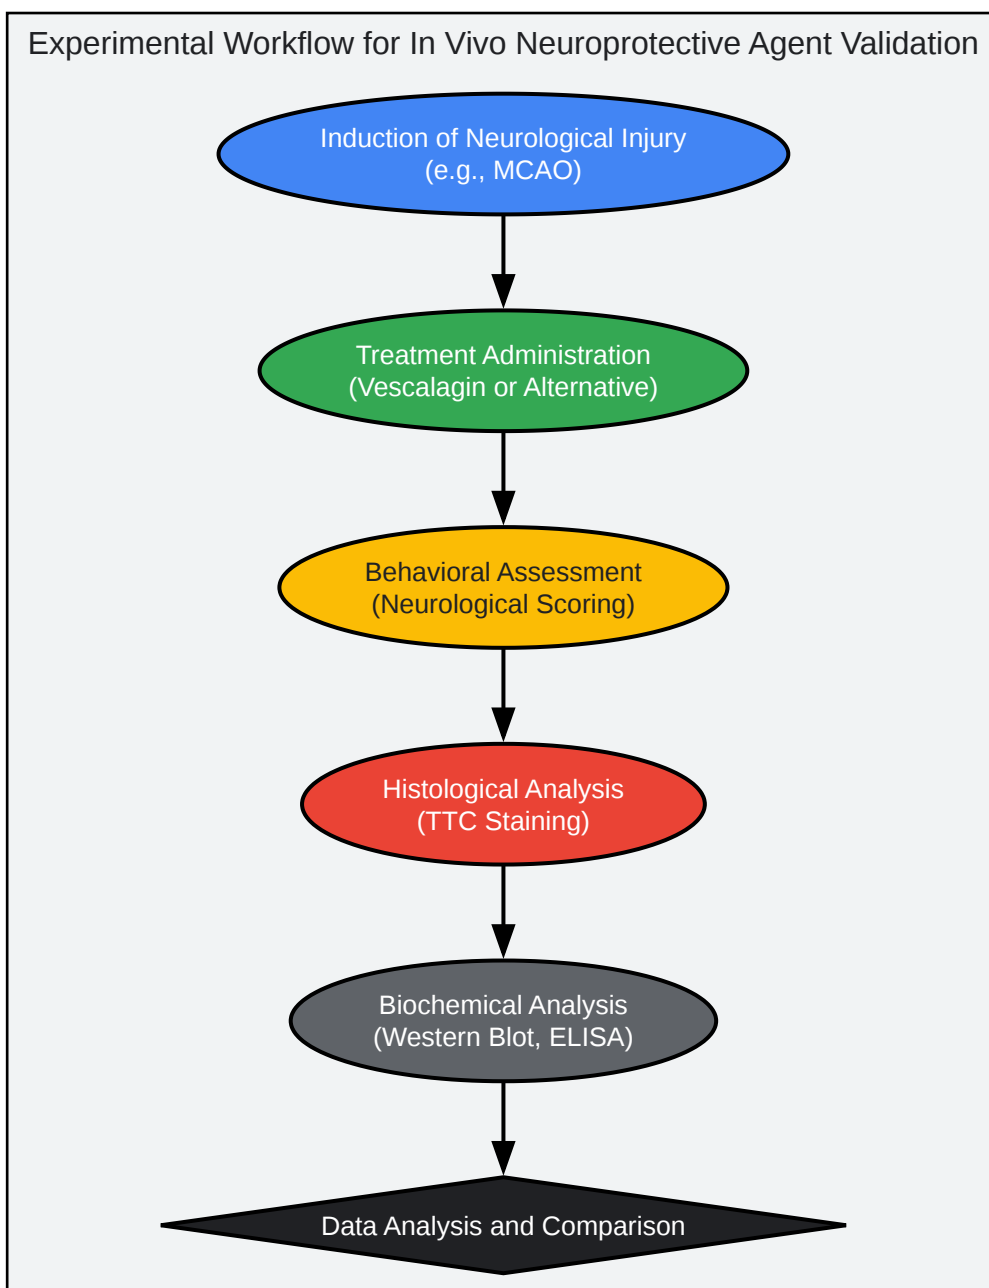 Experimental Workflow for In Vivo Neuroprotective Agent Validation
Induction of Neurological Injury
(e.g., MCAO)
Treatment Administration
(Vescalagin or Alternative)
Behavioral Assessment
(Neurological Scoring)
Histological Analysis
(TTC Staining)
Biochemical Analysis
(Western Blot, ELISA)
Data Analysis and Comparison